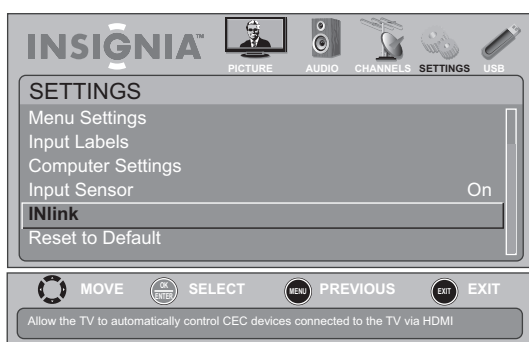 INSIGNIA™
PICTURE AUDIO CHANNELS SETTINGS USB
SETTINGS
Menu Settings
Input Labels
Computer Settings
Input Sensor On
INlink
Reset to Default
MOVE OK ENTER SELECT MENU PREVIOUS EXIT EXIT
Allow the TV to automatically control CEC devices connected to the TV via HDMI